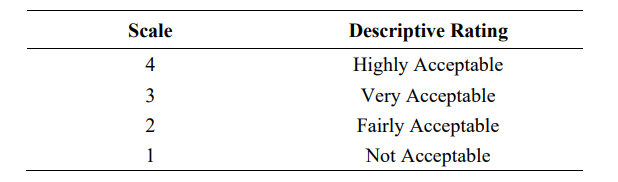 Scale Descriptive Rating
4 Highly Acceptable
3 Very Acceptable
2 Fairly Acceptable
1 Not Acceptable